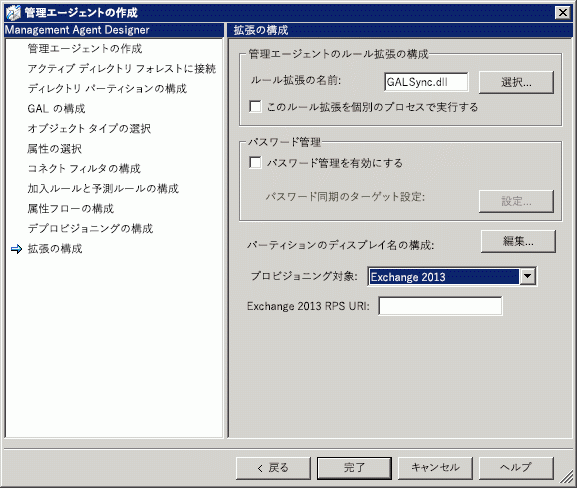 管理エージェントの作成
Management Agent Designer
管理エージェントの作成
アクティブ ディレクトリ フォレストに接続
ディレクトリ パーティションの構成
GAL の構成
オブジェクト タイプの選択
属性の選択
コネクト フィルタの構成
加入ルールと予測ルールの構成
属性フローの構成
デプロビジョニングの構成
拡張の構成
拡張の構成
管理エージェントのルール拡張の構成
ルール拡張の名前: GALSync.dll 選択...
このルール拡張を個別のプロセスで実行する
パスワード管理
パスワード管理を有効にする
パスワード同期のターゲット設定: 設定...
パーティションのディスプレイ名の構成: 編集...
プロビジョニング対象: Exchange 2013
Exchange 2013 RPS URI:
< 戻る 完了 キャンセル ヘルプ